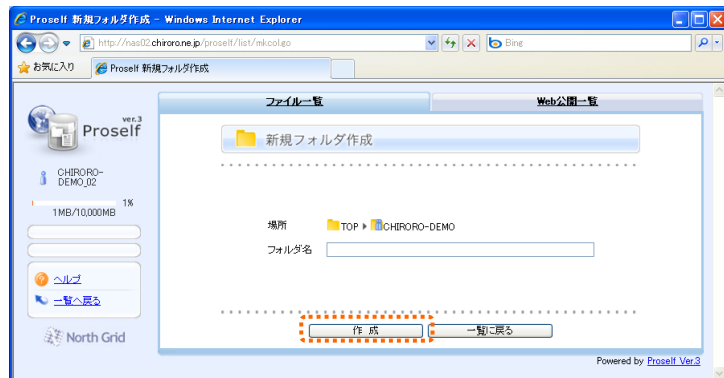 Proself 新規フォルダ作成 - Windows Internet Explorer
http://nas02.chiroro.ne.jp/proself/list/mkcol.go
Bing
お気に入り
Proself 新規フォルダ作成
ファイル一覧
Web公開一覧
ver.3
Proself
新規フォルダ作成
CHIRORO-
DEMO_02
1%
1MB/10,000MB
場所 TOP CHIRORO-DEMO
フォルダ名
ヘルプ
一覧へ戻る
作 成
一覧に戻る
North Grid
Powered by Proself Ver.3